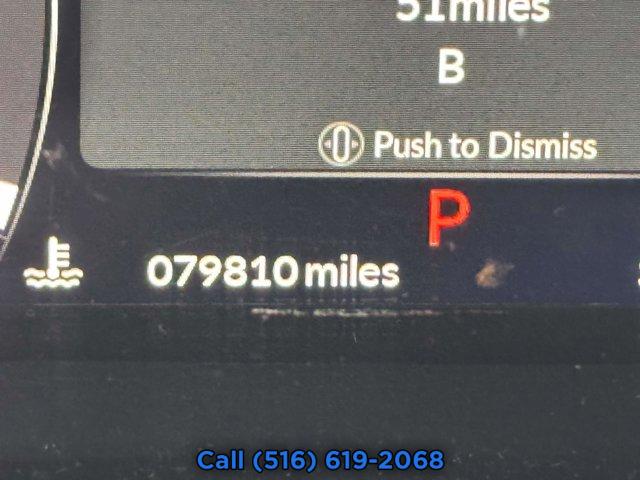 51miles
B
Push to Dismiss
P
079810 miles
Call (516) 619-2068